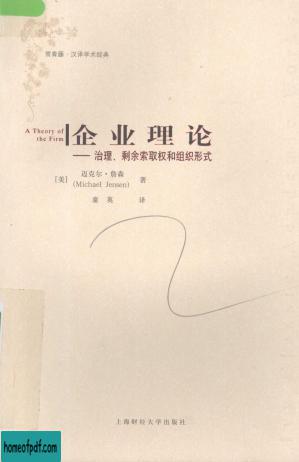 常青藤·汉译学术经典
A Theory of
the Firm
企业理论
——治理、剩余索取权和组织形式
[美] 迈克尔·詹森 著
(Michael Jensen)
童英 译
上海财经大学出版社
homeofpdf.com